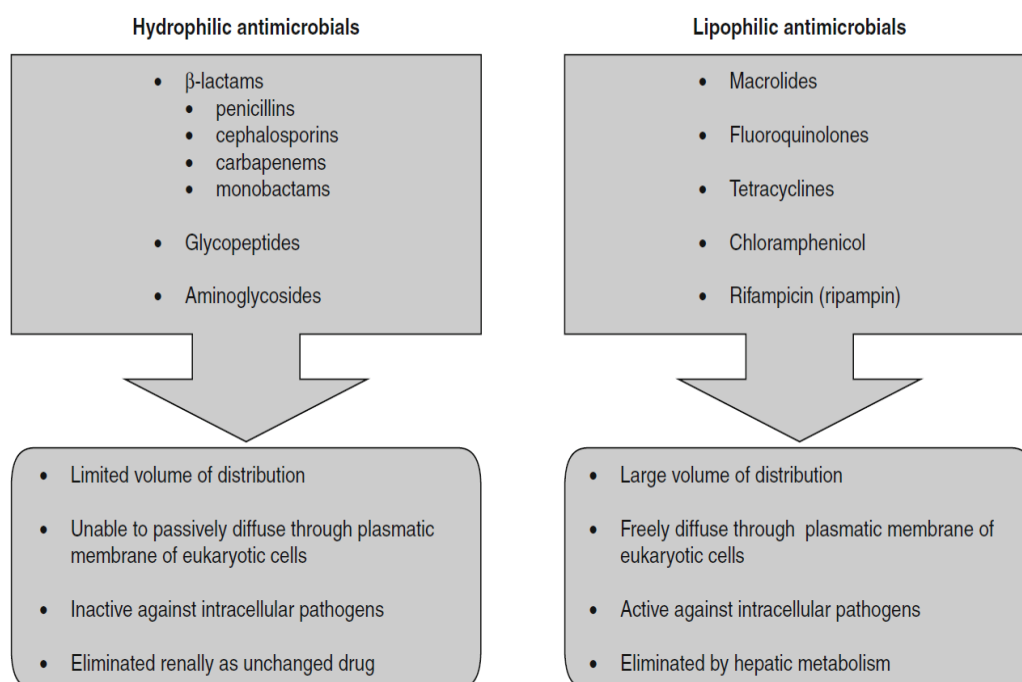 Hydrophilic antimicrobials
• β-lactams
• penicillins
• cephalosporins
• carbapenems
• monobactams
• Glycopeptides
• Aminoglycosides
• Limited volume of distribution
• Unable to passively diffuse through plasmatic
membrane of eukaryotic cells
• Inactive against intracellular pathogens
• Eliminated renally as unchanged drug
Lipophilic antimicrobials
• Macrolides
• Fluoroquinolones
• Tetracyclines
• Chloramphenicol
• Rifampicin (ripampin)
• Large volume of distribution
• Freely diffuse through plasmatic membrane of
eukaryotic cells
• Active against intracellular pathogens
• Eliminated by hepatic metabolism